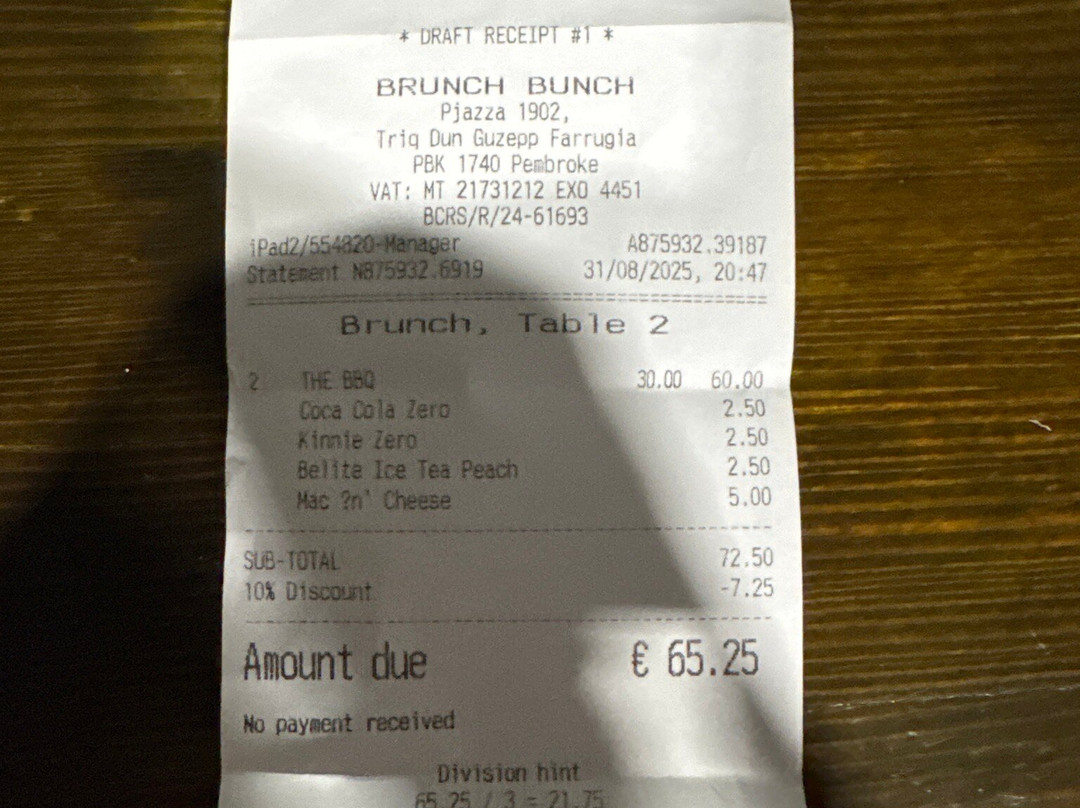 * DRAFT RECEIPT #1 *
BRUNCH BUNCH
Pjazza 1902,
Triq Dun Guzepp Farrugia
PBK 1740 Pembroke
VAT: MT 21731212 EXO 4451
BCRS/R/24-61693
iPad2/554820-Manager A875932.39187
Statement N875932.6919 31/08/2025, 20:47
Brunch, Table 2
2 THE BBQ 30.00 60.00
Coca Cola Zero 2.50
Kinnie Zero 2.50
Belite Ice Tea Peach 2.50
Mac ?n' Cheese 5.00
SUB-TOTAL 72.50
10% Discount -7.25
Amount due € 65.25
No payment received
Division hint
65.25 / 3 = 21.75